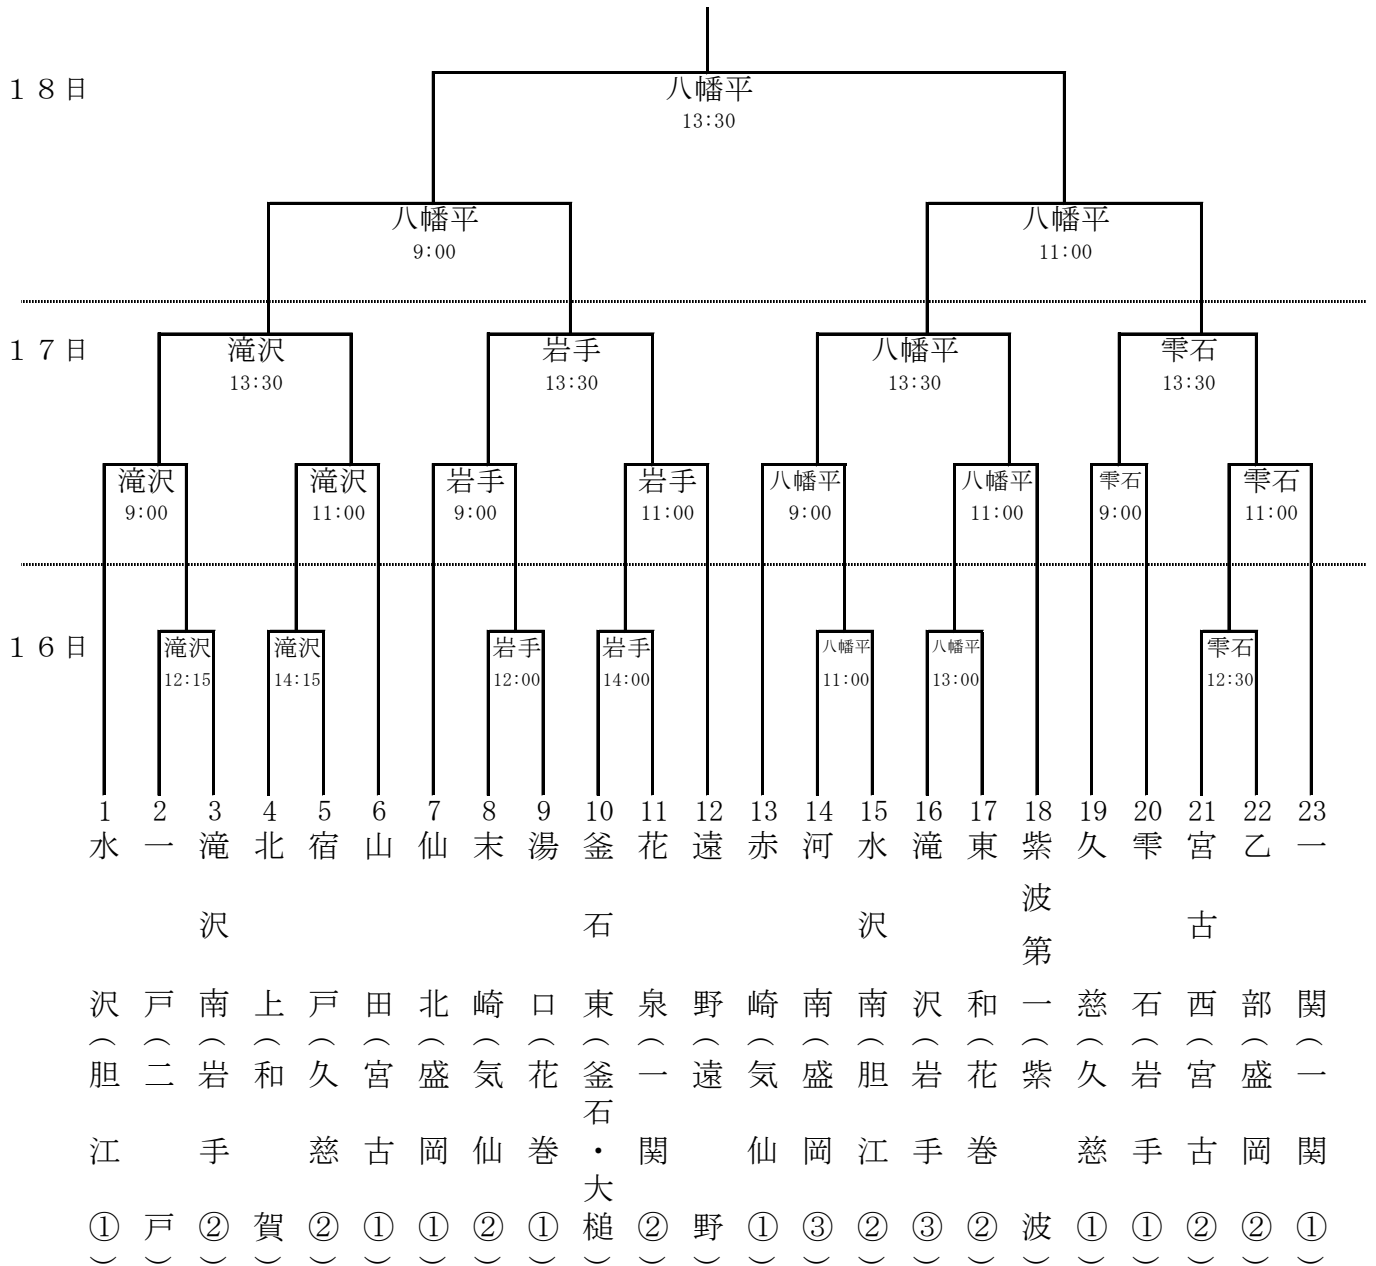 １８日
八幡平
13:30
八幡平
9:00
八幡平
11:00
１７日
滝沢
13:30
岩手
13:30
八幡平
13:30
雫石
13:30
滝沢
9:00
滝沢
11:00
岩手
9:00
岩手
11:00
八幡平
9:00
八幡平
11:00
雫石
9:00
雫石
11:00
１６日
滝沢
12:15
滝沢
14:15
岩手
12:00
岩手
14:00
八幡平
11:00
八幡平
13:00
雫石
12:30
1
水沢（胆江①）
2
一戸（二戸）
3
滝沢南（岩手②）
4
北上（和賀）
5
宿戸（久慈②）
6
山田（宮古①）
7
仙北（盛岡①）
8
末崎（気仙②）
9
湯口（花巻①）
10
釜石東（釜石・大槌）
11
花泉（一関②）
12
遠野（遠野）
13
赤崎（気仙①）
14
河南（盛岡③）
15
水沢南（胆江②）
16
滝沢（岩手③）
17
東和（花巻②）
18
紫波第一（紫波）
19
久慈（久慈①）
20
雫石（岩手①）
21
宮古西（宮古②）
22
乙部（盛岡②）
23
一関（一関①）